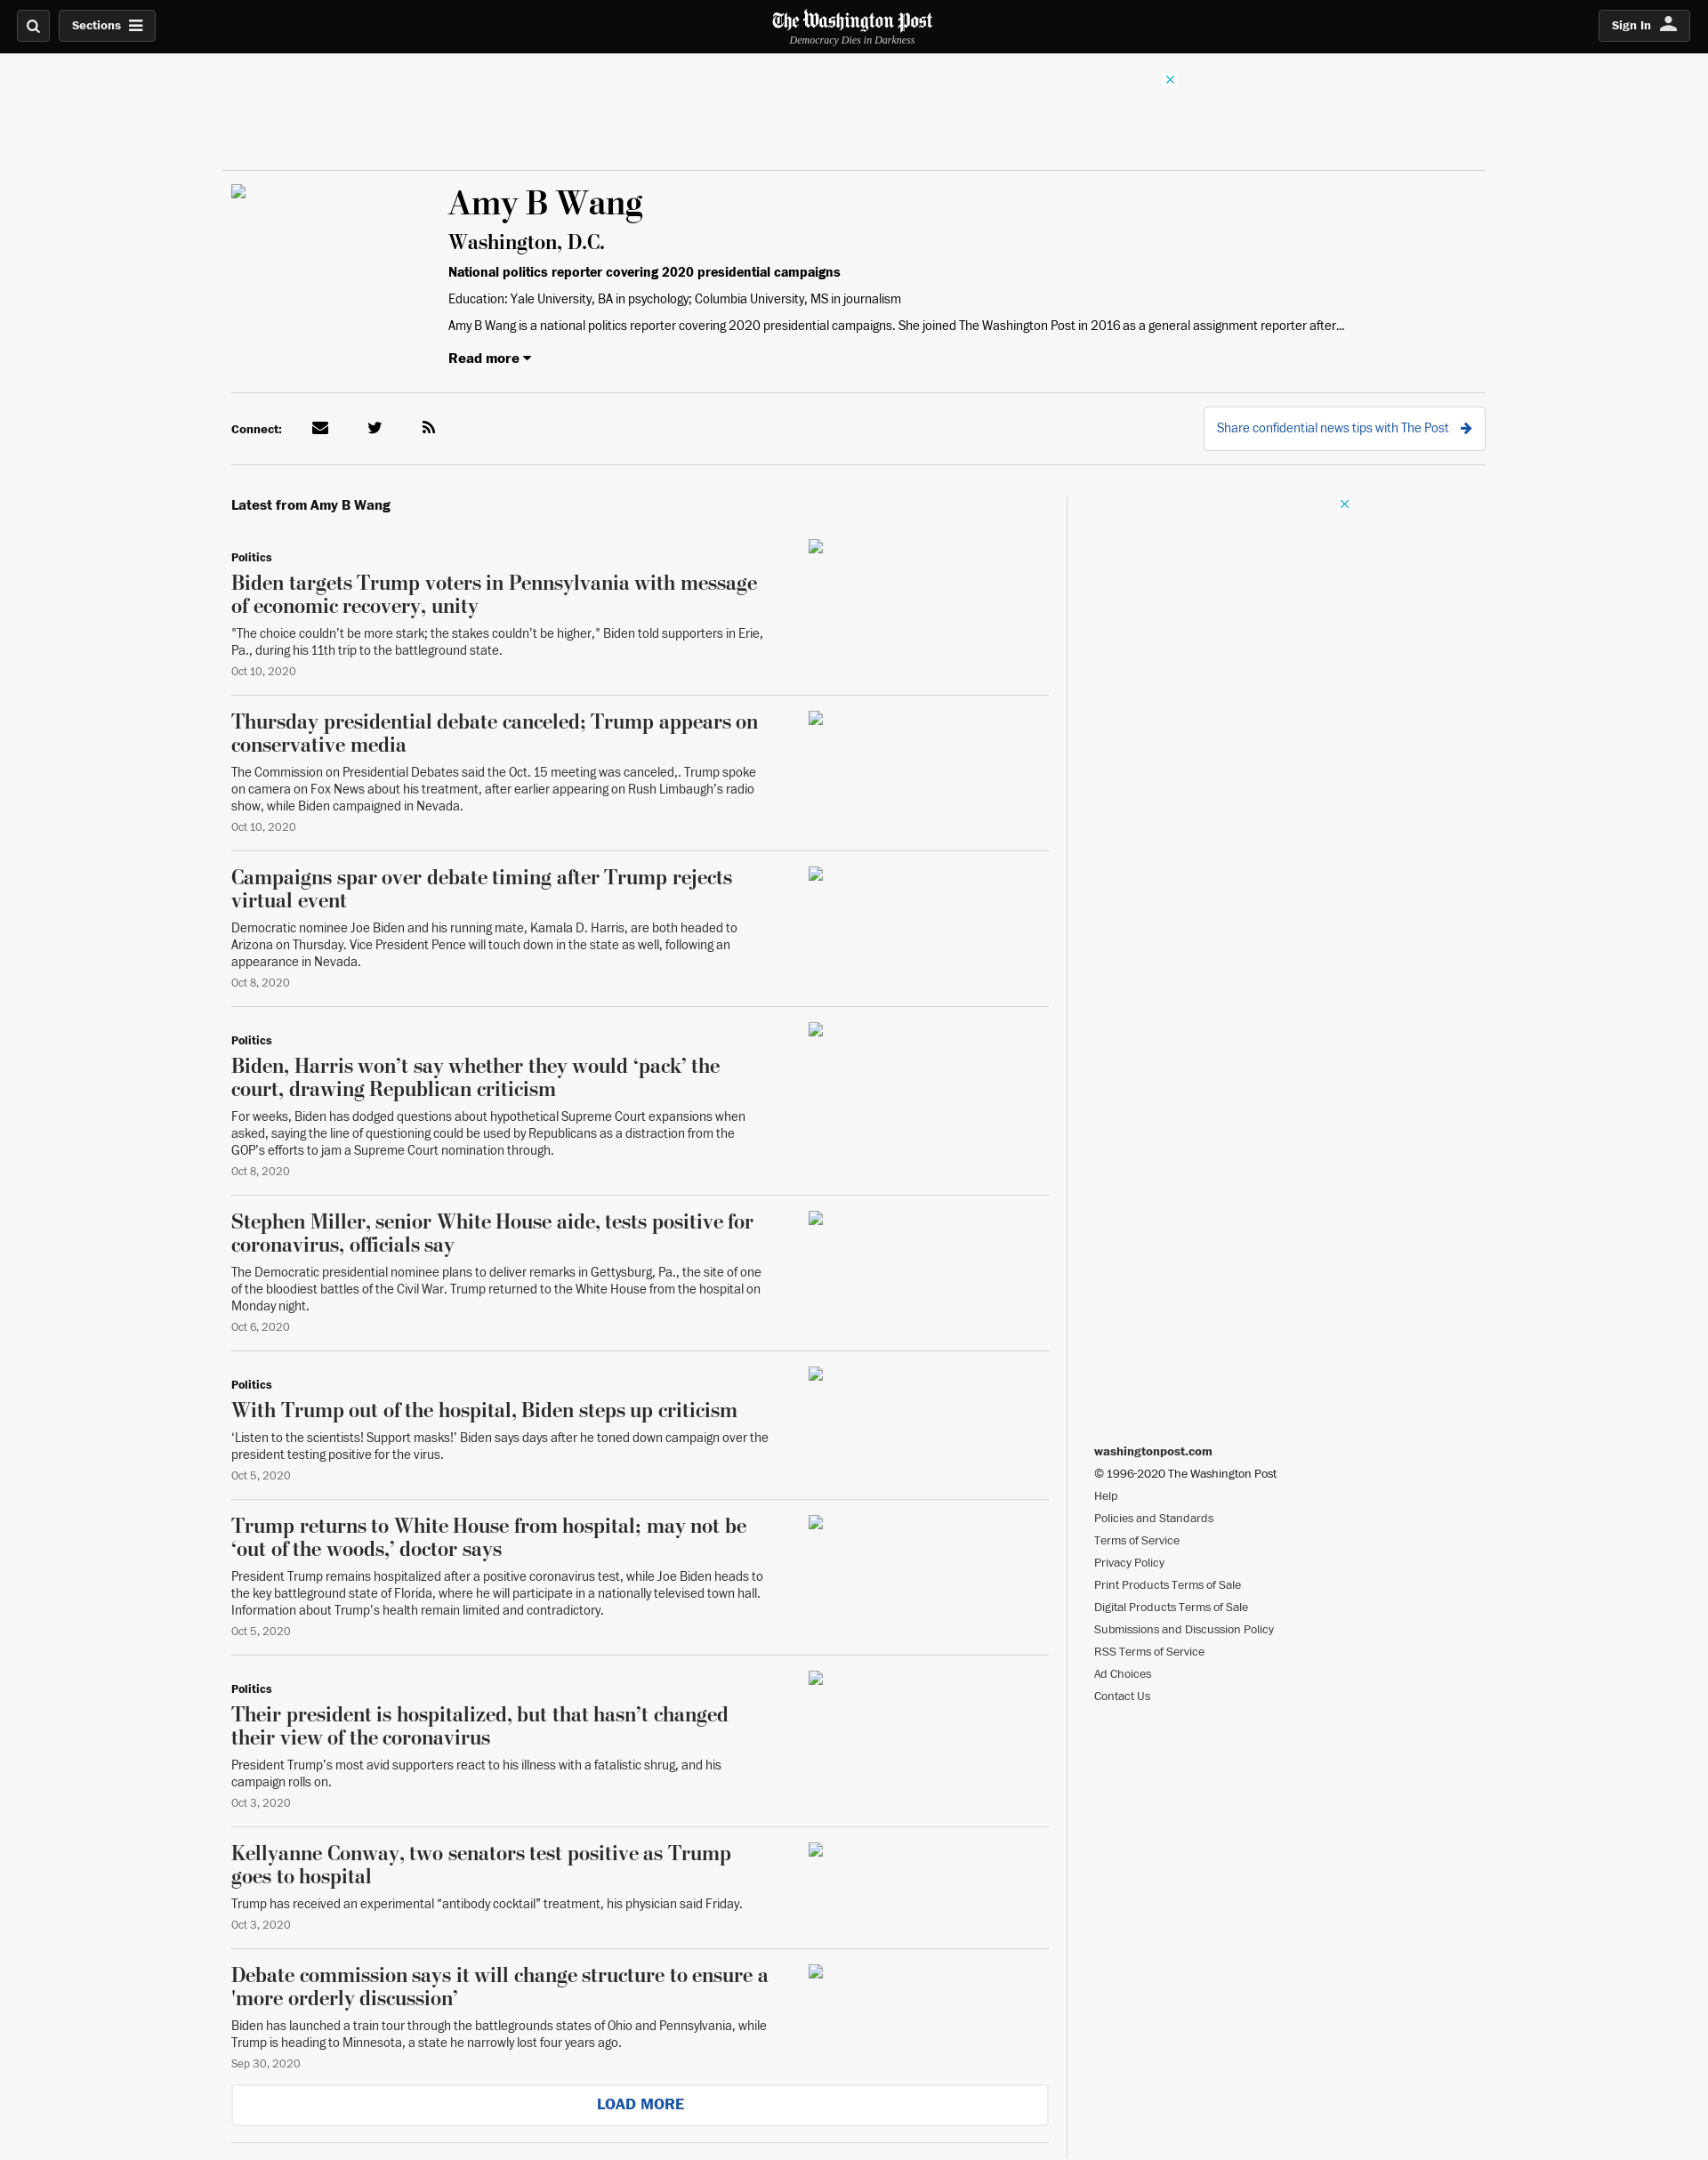 Sections
The Washington Post
Democracy Dies in Darkness
Sign In
Amy B Wang
Washington, D.C.
National politics reporter covering 2020 presidential campaigns
Education: Yale University, BA in psychology; Columbia University, MS in journalism
Amy B Wang is a national politics reporter covering 2020 presidential campaigns. She joined The Washington Post in 2016 as a general assignment reporter after...
Read more
Connect:
Share confidential news tips with The Post
Latest from Amy B Wang
Politics
Biden targets Trump voters in Pennsylvania with message
of economic recovery, unity
"The choice couldn’t be more stark; the stakes couldn’t be higher," Biden told supporters in Erie,
Pa., during his 11th trip to the battleground state.
Oct 10, 2020
Thursday presidential debate canceled; Trump appears on
conservative media
The Commission on Presidential Debates said the Oct. 15 meeting was canceled,. Trump spoke
on camera on Fox News about his treatment, after earlier appearing on Rush Limbaugh’s radio
show, while Biden campaigned in Nevada.
Oct 10, 2020
Campaigns spar over debate timing after Trump rejects
virtual event
Democratic nominee Joe Biden and his running mate, Kamala D. Harris, are both headed to
Arizona on Thursday. Vice President Pence will touch down in the state as well, following an
appearance in Nevada.
Oct 8, 2020
Politics
Biden, Harris won’t say whether they would ‘pack’ the
court, drawing Republican criticism
For weeks, Biden has dodged questions about hypothetical Supreme Court expansions when
asked, saying the line of questioning could be used by Republicans as a distraction from the
GOP’s efforts to jam a Supreme Court nomination through.
Oct 8, 2020
Stephen Miller, senior White House aide, tests positive for
coronavirus, officials say
The Democratic presidential nominee plans to deliver remarks in Gettysburg, Pa., the site of one
of the bloodiest battles of the Civil War. Trump returned to the White House from the hospital on
Monday night.
Oct 6, 2020
Politics
With Trump out of the hospital, Biden steps up criticism
‘Listen to the scientists! Support masks!’ Biden says days after he toned down campaign over the
president testing positive for the virus.
Oct 5, 2020
Trump returns to White House from hospital; may not be
‘out of the woods,’ doctor says
President Trump remains hospitalized after a positive coronavirus test, while Joe Biden heads to
the key battleground state of Florida, where he will participate in a nationally televised town hall.
Information about Trump’s health remain limited and contradictory.
Oct 5, 2020
Politics
Their president is hospitalized, but that hasn’t changed
their view of the coronavirus
President Trump’s most avid supporters react to his illness with a fatalistic shrug, and his
campaign rolls on.
Oct 3, 2020
Kellyanne Conway, two senators test positive as Trump
goes to hospital
Trump has received an experimental “antibody cocktail” treatment, his physician said Friday.
Oct 3, 2020
Debate commission says it will change structure to ensure a
'more orderly discussion’
Biden has launched a train tour through the battlegrounds states of Ohio and Pennsylvania, while
Trump is heading to Minnesota, a state he narrowly lost four years ago.
Sep 30, 2020
LOAD MORE
washingtonpost.com
© 1996-2020 The Washington Post
Help
Policies and Standards
Terms of Service
Privacy Policy
Print Products Terms of Sale
Digital Products Terms of Sale
Submissions and Discussion Policy
RSS Terms of Service
Ad Choices
Contact Us